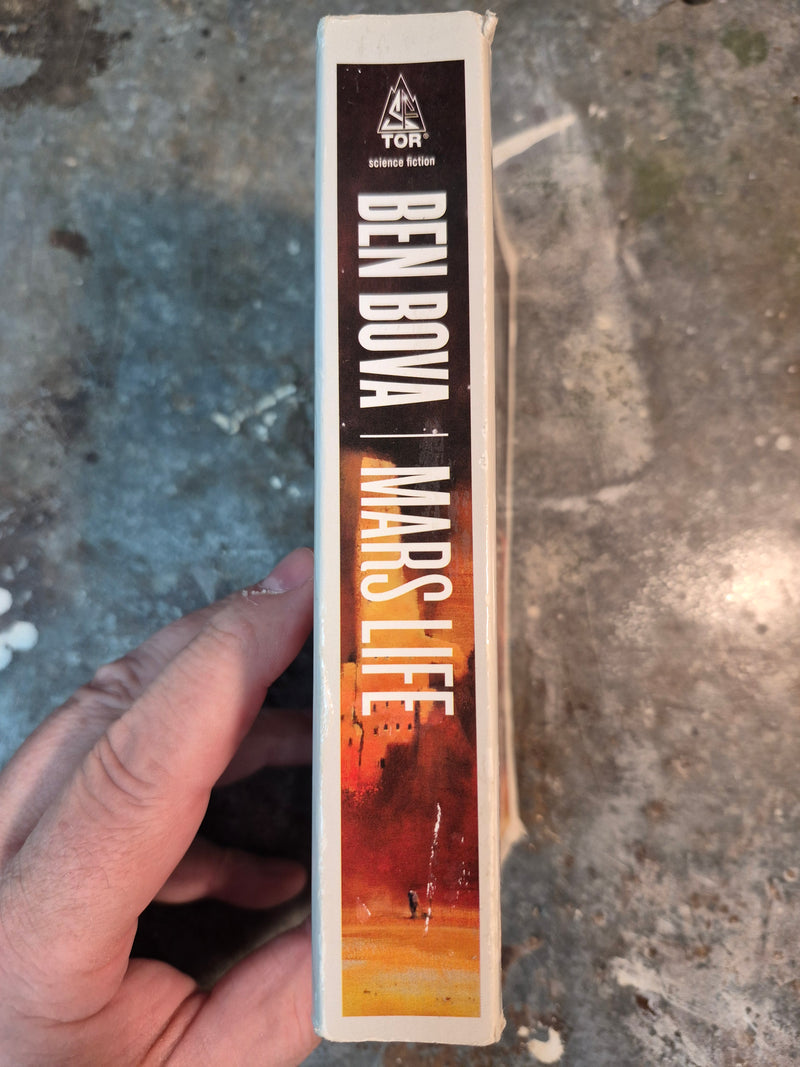 TOR®
science fiction
BEN BOVA | MARS LIFE